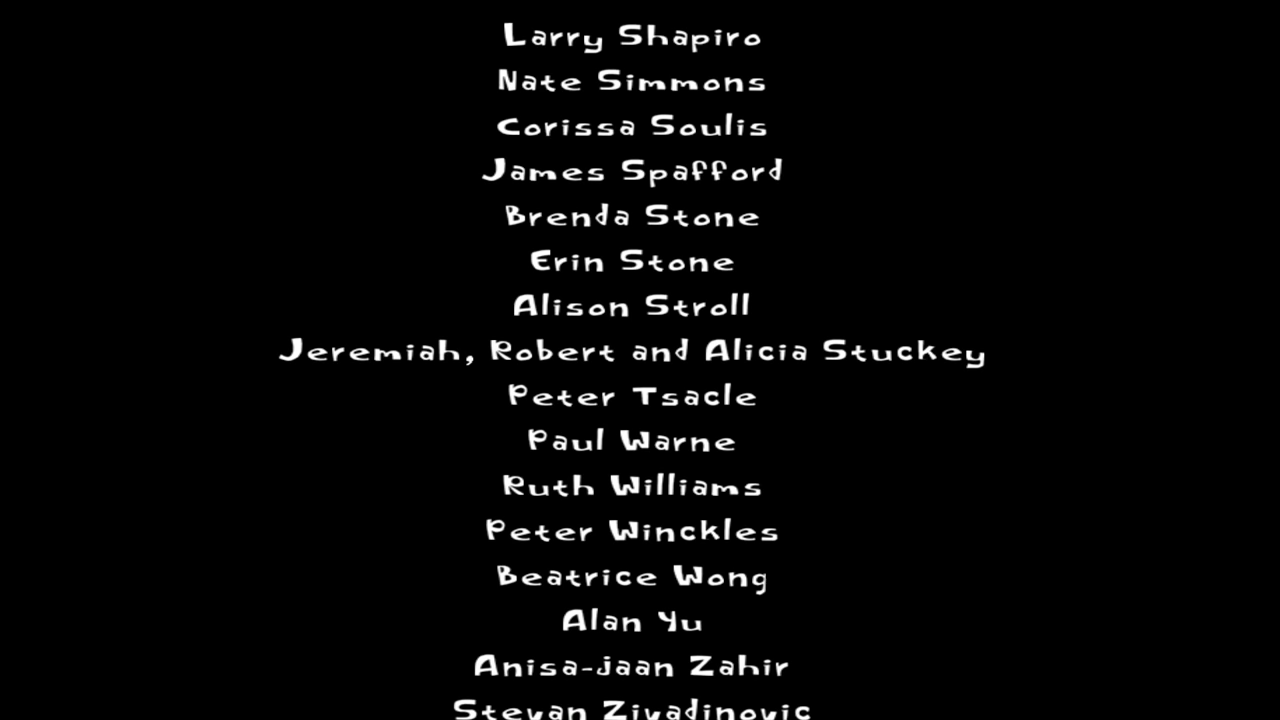 Larry Shapiro
Nate Simmons
Corissa Soulis
James Spafford
Brenda Stone
Erin Stone
Alison Stroll
Jeremiah, Robert and Alicia Stuckey
Peter Tsacle
Paul Warne
Ruth Williams
Peter Winckles
Beatrice Wong
Alan Yu
Anisa-jaan Zahir
Stevan Zivadinovic